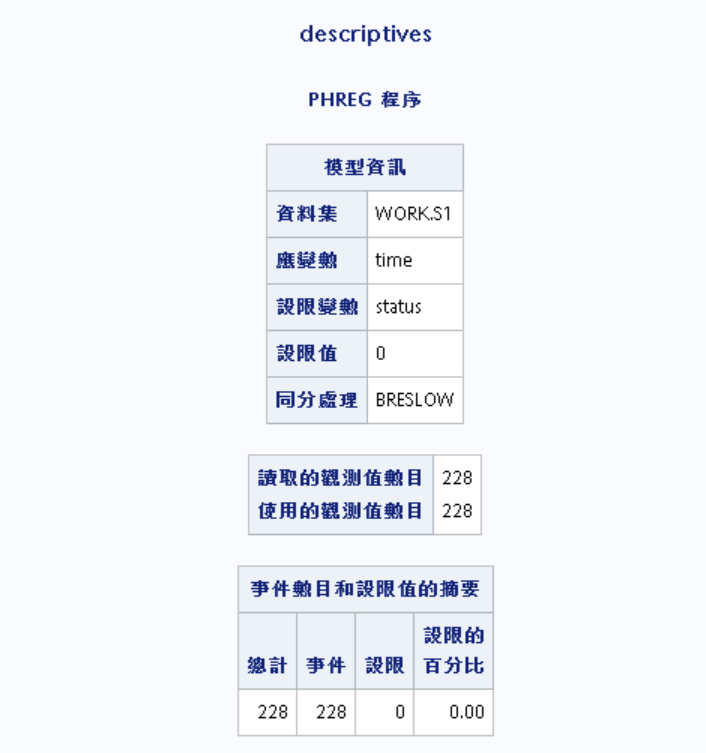 descriptives
PHREG 程序
模型資訊
資料集 WORK.S1
應變數 time
設限變數 status
設限值 0
同分處理 BRESLOW
讀取的觀測值數目 228
使用的觀測值數目 228
事件數目和設限值的摘要
總計 事件 設限 設限的
百分比
228 228 0 0.00